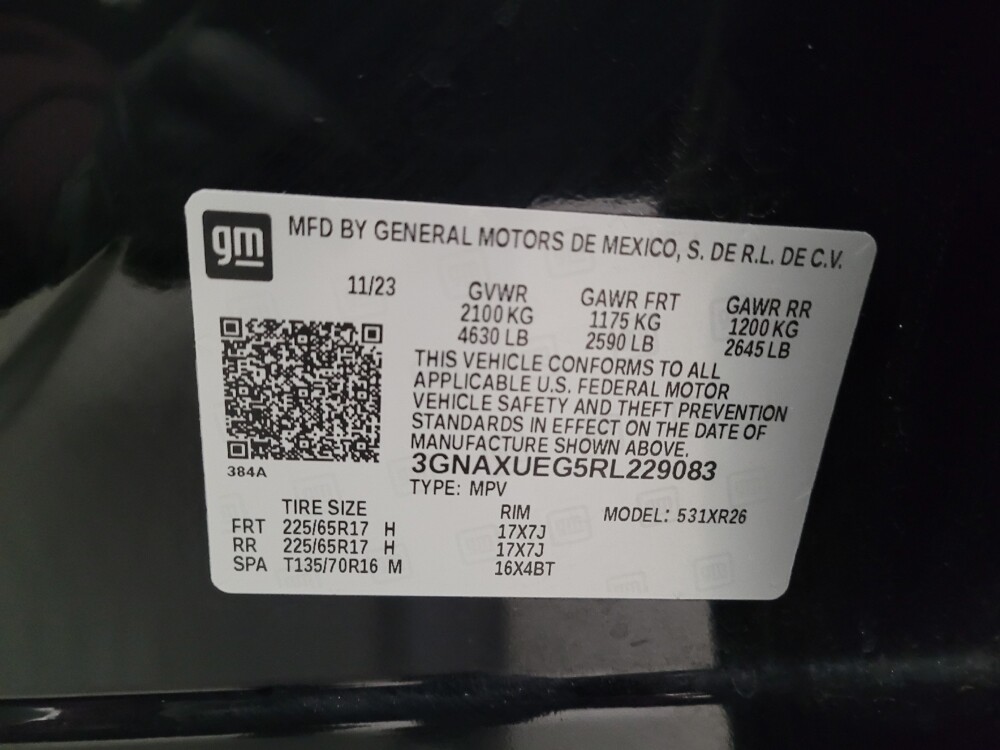 gm
MFD BY GENERAL MOTORS DE MEXICO, S. DE R.L. DE C.V.
11/23 GVWR GAWR FRT GAWR RR
2100 KG 1175 KG 1200 KG
4630 LB 2590 LB 2645 LB
THIS VEHICLE CONFORMS TO ALL
APPLICABLE U.S. FEDERAL MOTOR
VEHICLE SAFETY AND THEFT PREVENTION
STANDARDS IN EFFECT ON THE DATE OF
MANUFACTURE SHOWN ABOVE.
3GNAXUEG5RL229083
384A
TYPE: MPV
TIRE SIZE RIM MODEL: 531XR26
FRT 225/65R17 H 17X7J
RR 225/65R17 H 17X7J
SPA T135/70R16 M 16X4BT